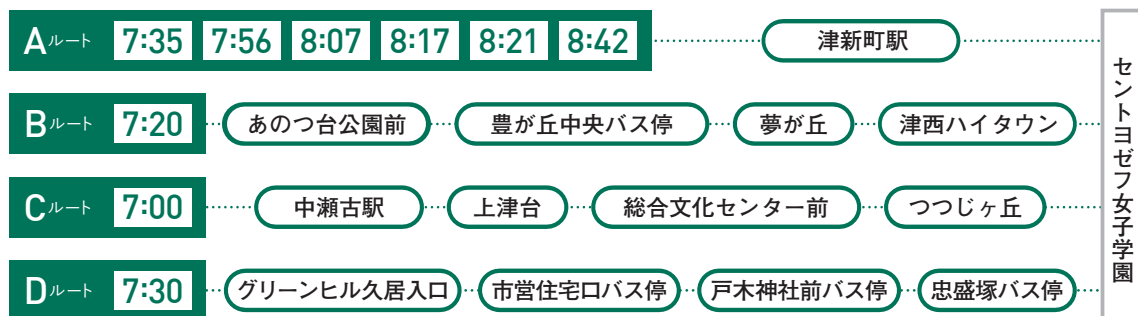 Aルート 7:35 7:56 8:07 8:17 8:21 8:42 津新町駅
Bルート 7:20 あのつ台公園前 豊が丘中央バス停 夢が丘 津西ハイタウン
Cルート 7:00 中瀬古駅 上津台 総合文化センター前 つつじヶ丘
Dルート 7:30 グリーンヒル久居入口 市営住宅口バス停 戸木神社前バス停 忠盛塚バス停
セントヨゼフ女子学園